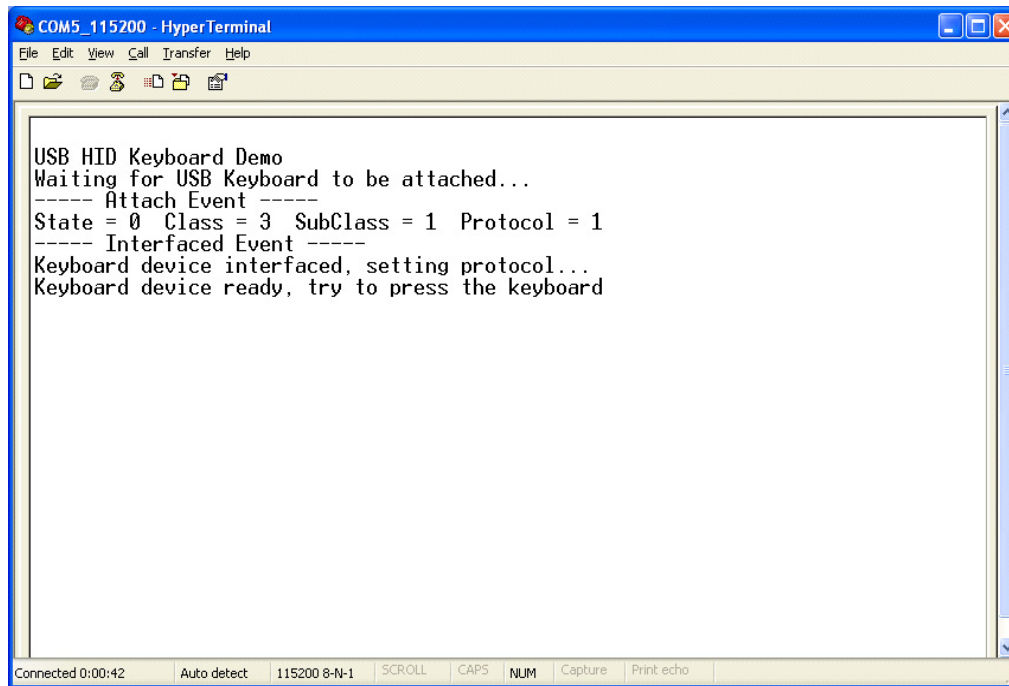 COM5_115200 - HyperTerminal
File Edit View Call Transfer Help
USB HID Keyboard Demo
Waiting for USB Keyboard to be attached...
----- Attach Event -----
State = 0  Class = 3  SubClass = 1  Protocol = 1
----- Interfaced Event -----
Keyboard device interfaced, setting protocol...
Keyboard device ready, try to press the keyboard
Connected 0:00:42 Auto detect 115200 8-N-1 SCROLL CAPS NUM Capture Print echo